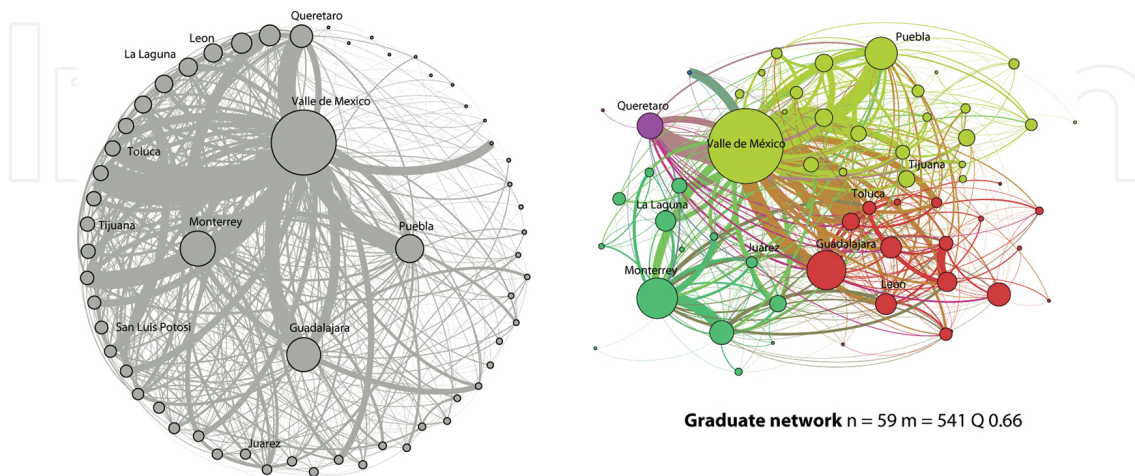 Queretaro
Leon
La Laguna
Valle de Mexico
Toluca
Tijuana
Monterrey
Puebla
San Luis Potosi
Guadalajara
Juarez
Puebla
Queretaro
Valle de México
Tijuana
Toluca
La Laguna
Juárez
Guadalajara
Monterrey
Leon
Graduate network n = 59 m = 541 Q 0.66